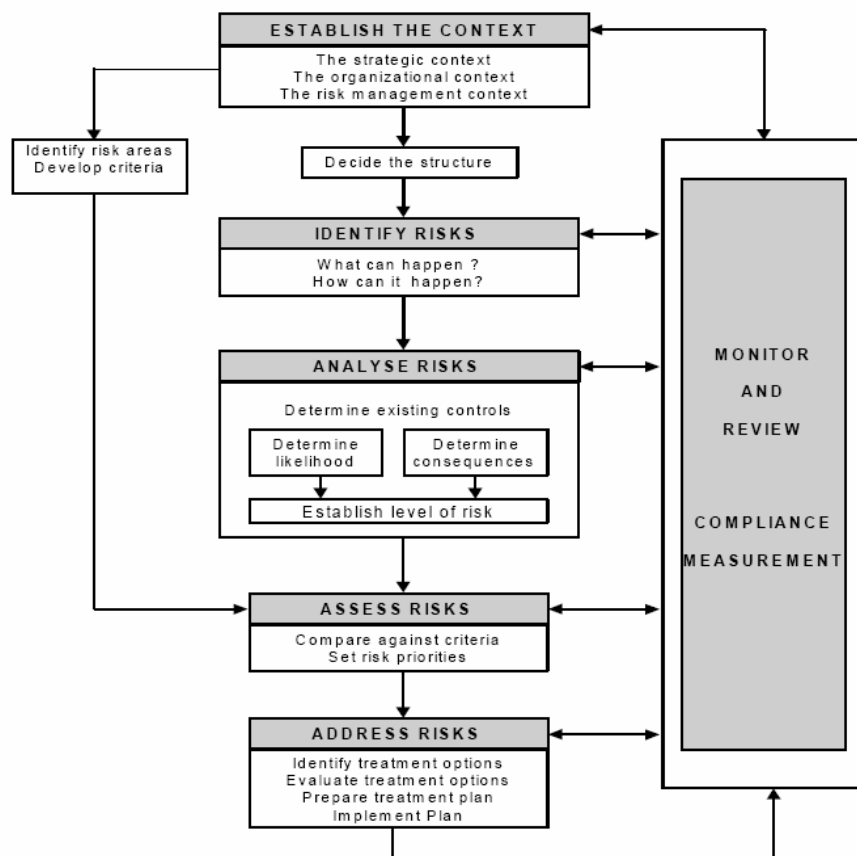 ESTABLISH THE CONTEXT
The strategic context
The organizational context
The risk management context
Identify risk areas
Develop criteria
Decide the structure
IDENTIFY RISKS
What can happen ?
How can it happen?
ANALYSE RISKS
Determine existing controls
Determine
likelihood
Determine
consequences
Establish level of risk
ASSESS RISKS
Compare against criteria
Set risk priorities
ADDRESS RISKS
Identify treatment options
Evaluate treatment options
Prepare treatment plan
Implement Plan
MONITOR
AND
REVIEW
COMPLIANCE
MEASUREMENT